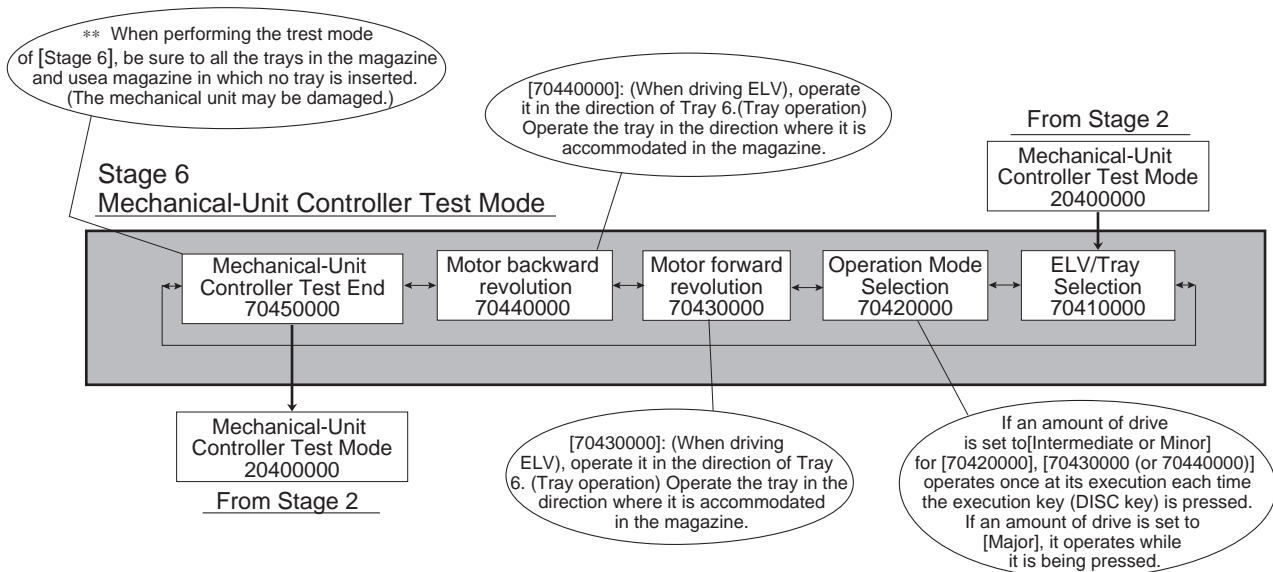 ** When performing the trest mode
of [Stage 6], be sure to all the trays in the magazine
and usea magazine in which no tray is inserted.
(The mechanical unit may be damaged.)
[70440000]: (When driving ELV), operate
it in the direction of Tray 6.(Tray operation)
Operate the tray in the direction where it is
accommodated in the magazine.
From Stage 2
Mechanical-Unit
Controller Test Mode
20400000
Stage 6
Mechanical-Unit Controller Test Mode
Mechanical-Unit
Controller Test End
70450000
Motor backward
revolution
70440000
Motor forward
revolution
70430000
Operation Mode
Selection
70420000
ELV/Tray
Selection
70410000
Mechanical-Unit
Controller Test Mode
20400000
From Stage 2
[70430000]: (When driving
ELV), operate it in the direction of Tray
6. (Tray operation) Operate the tray in the
direction where it is accommodated
in the magazine.
If an amount of drive
is set to[Intermediate or Minor]
for [70420000], [70430000 (or 70440000)]
operates once at its execution each time
the execution key (DISC key) is pressed.
If an amount of drive is set to
[Major], it operates while
it is being pressed.